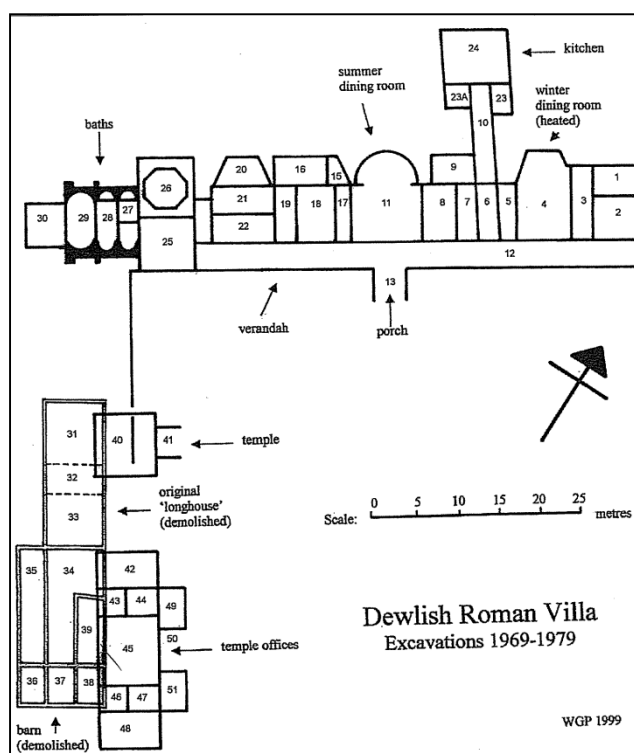 24
kitchen
summer
dining room
23A
23
winter
dining room
(heated)
baths
10
20
16
15
9
1
26
27
30
29
28
21
19
18
17
11
8
7
6
5
4
3
2
22
25
12
13
verandah
porch
31
40
41
temple
32
original
'longhouse'
(demolished)
33
Scale:
0
5
10
15
20
25
metres
35
34
42
43
44
49
39
45
50
temple offices
Dewlish Roman Villa
Excavations 1969-1979
36
37
38
46
47
51
barn
(demolished)
48
WGP 1999